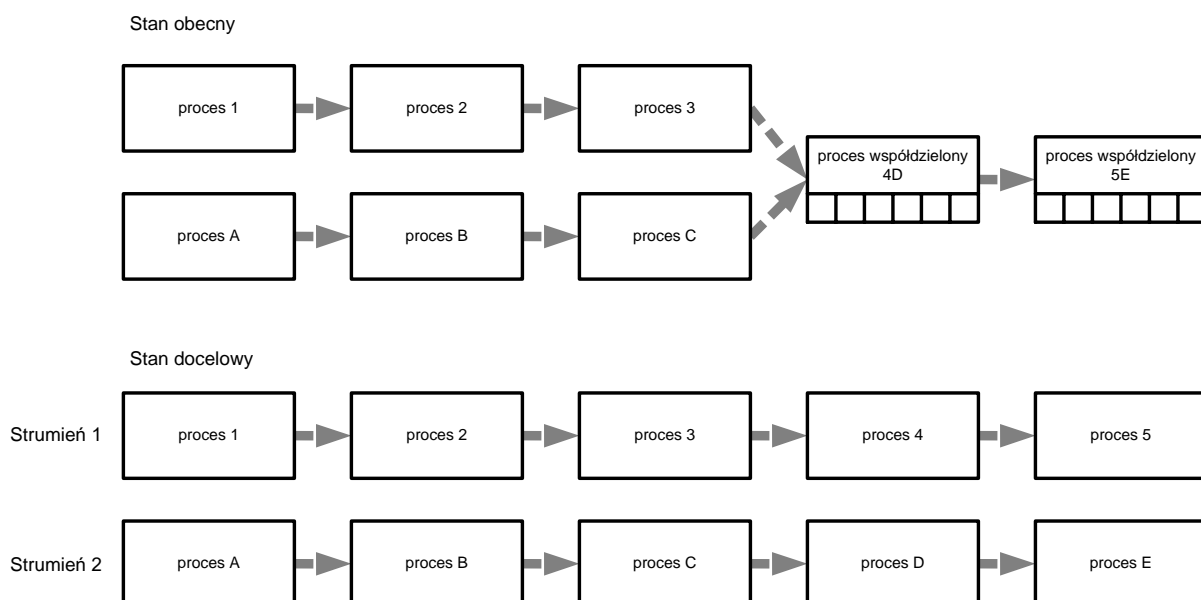 Stan obecny
proces 1
proces 2
proces 3
proces współdzielony
4D
proces współdzielony
5E
proces A
proces B
proces C
Stan docelowy
Strumień 1
proces 1
proces 2
proces 3
proces 4
proces 5
Strumień 2
proces A
proces B
proces C
proces D
proces E